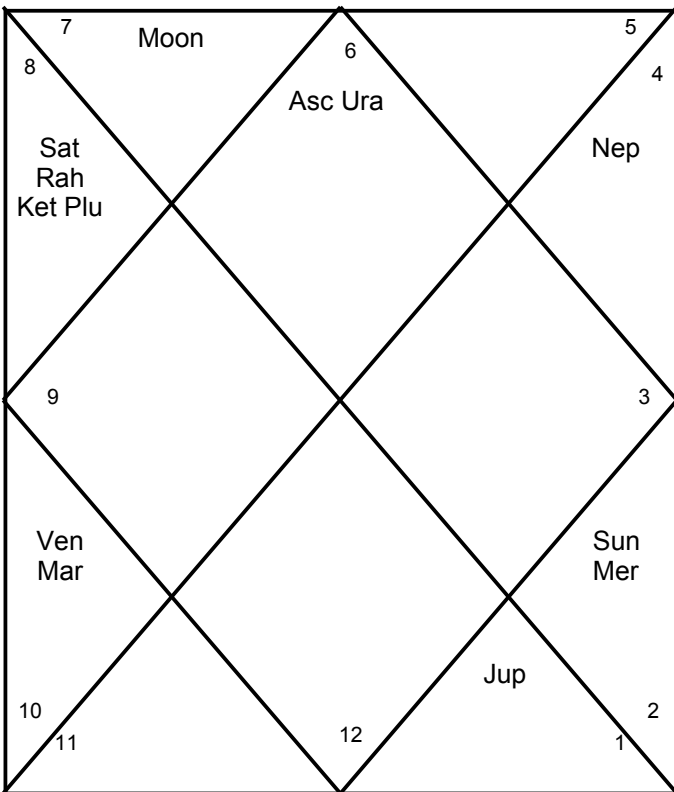 7 Moon 6 5
8 4
Asc Ura
Sat Nep
Rah
Ket Plu
9 3
Ven Sun
Mar Mer
Jup
10 2
11 12 1